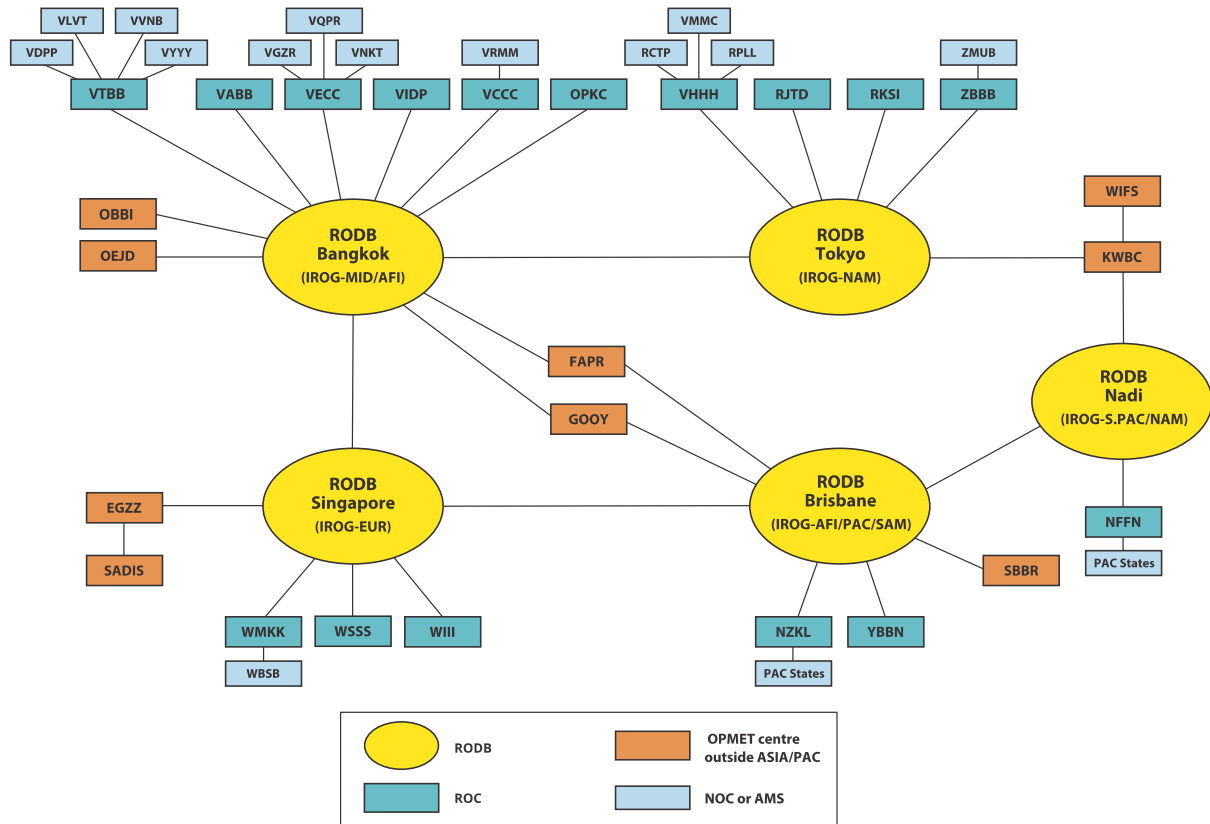 VLVT
VVNB
VQPR
VMMC
VDPP
VYYY
VGZR
VNKT
VRMM
RCTP
RPLL
ZMUB
VTBB
VABB
VECC
VIDP
VCCC
OPKC
VHHH
RJTD
RKSI
ZBBB
OBBI
OEJD
RODB
Bangkok
(IROG-MID/AFI)
RODB
Tokyo
(IROG-NAM)
WIFS
KWBC
FAPR
GOOY
RODB
Nadi
(IROG-S.PAC/NAM)
EGZZ
SADIS
RODB
Singapore
(IROG-EUR)
RODB
Brisbane
(IROG-AFI/PAC/SAM)
NFFN
PAC States
SBBR
WMKK
WSSS
WIII
NZKL
YBBN
WBSB
PAC States
RODB
OPMET centre
outside ASIA/PAC
ROC
NOC or AMS